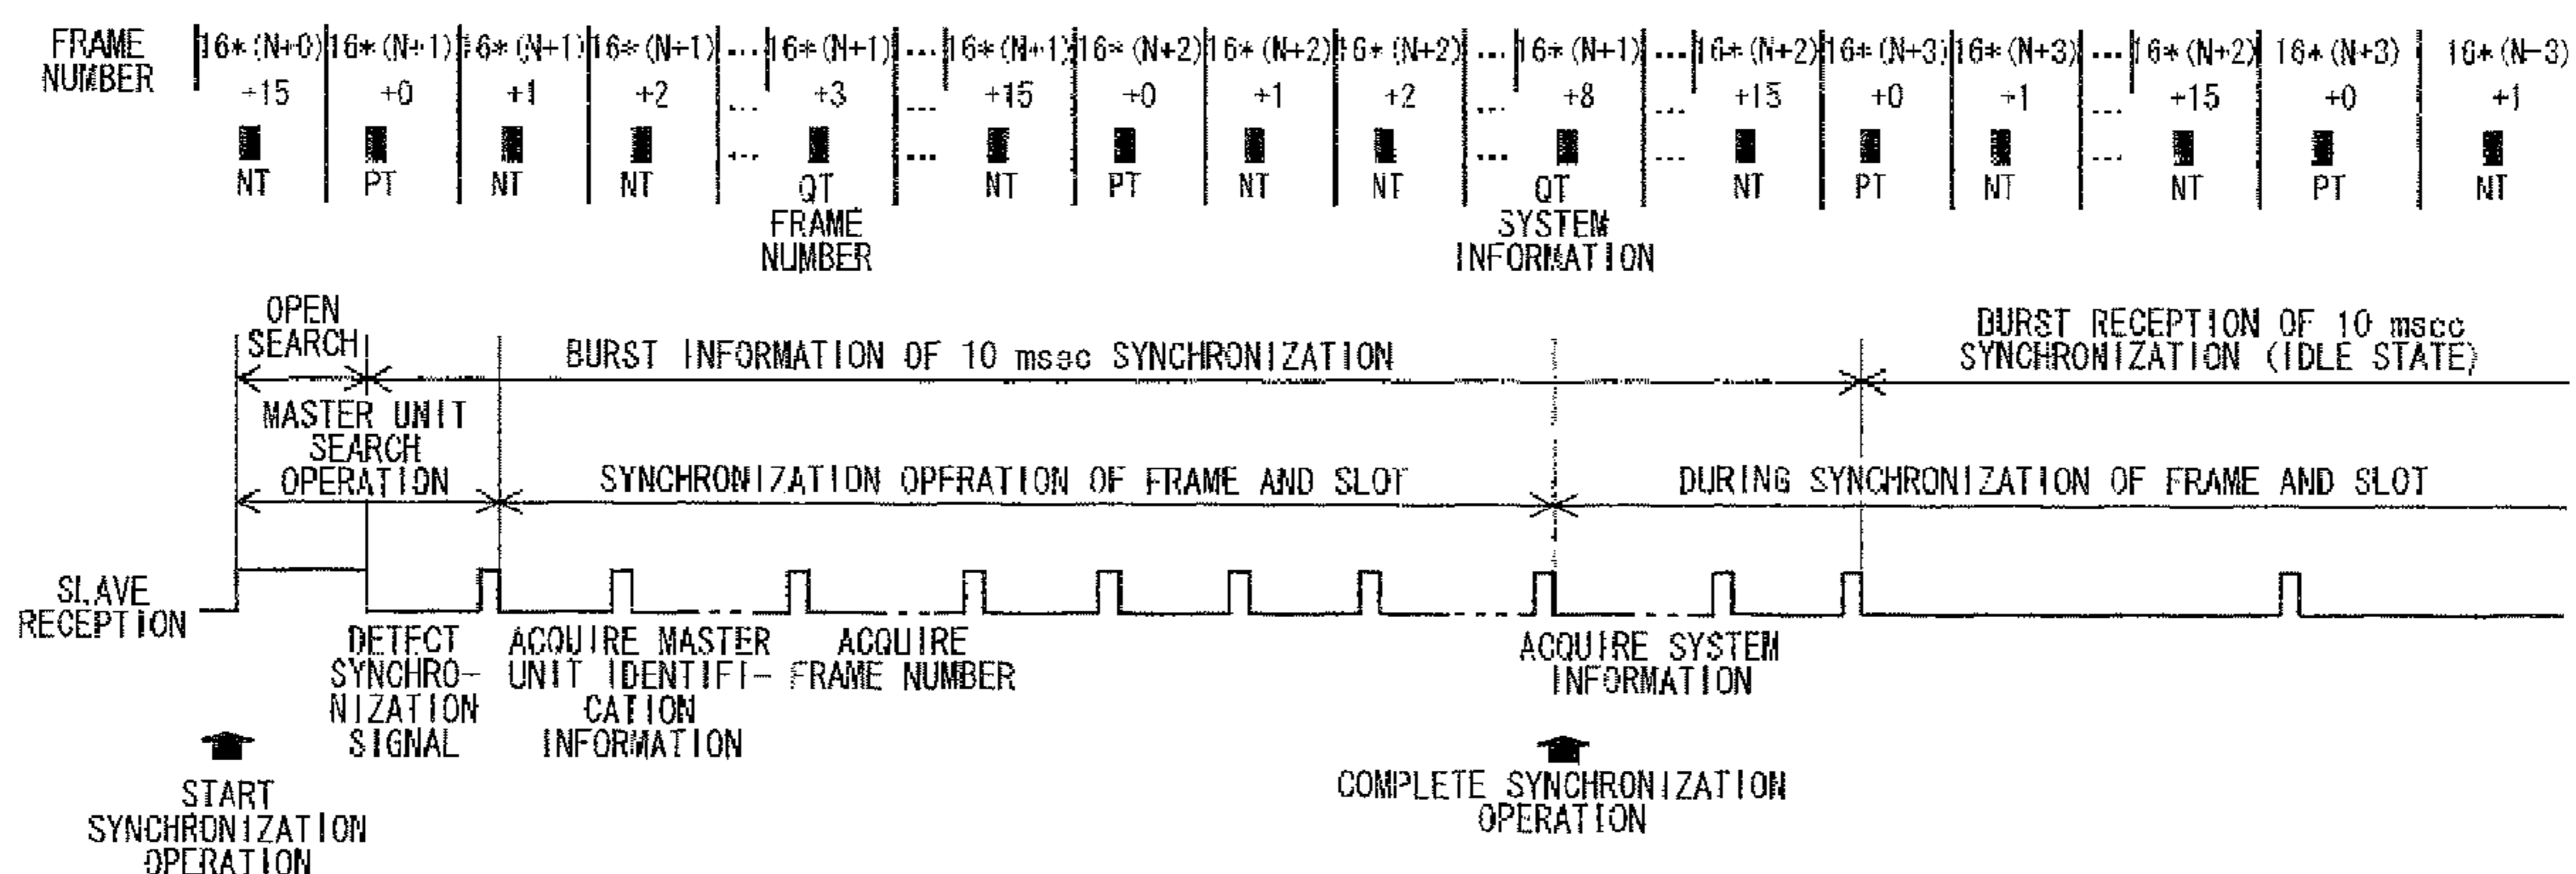 FRAME NUMBER
16*(N+0) 16*(N+1) 16*(N+1) 16*(N+1) ... 16*(N+1) ... 16*(N+1) 16*(N+2) 16*(N+2) 16*(N+2) ... 16*(N+1) ... 16*(N+2) 16*(N+3) 16*(N+3) ... 16*(N+2) 16*(N+3) 16*(N-3)
+15 +0 +1 +2 ... +3 ... +15 +0 +1 +2 ... +8 ... +15 +0 +1 ... +15 +0 +1
NT PT NT NT ... QT ... NT PT NT NT ... QT ... NT PT NT ... NT PT NT
FRAME NUMBER
SYSTEM INFORMATION
OPEN SEARCH
BURST INFORMATION OF 10 msec SYNCHRONIZATION
BURST RECEPTION OF 10 msec
SYNCHRONIZATION (IDLE STATE)
MASTER UNIT
SEARCH
OPERATION
SYNCHRONIZATION OPERATION OF FRAME AND SLOT
DURING SYNCHRONIZATION OF FRAME AND SLOT
SLAVE
RECEPTION
DETECT
SYNCHRO-
NIZATION
SIGNAL
ACQUIRE MASTER
UNIT IDENTIFI-
CATION
INFORMATION
ACQUIRE
FRAME NUMBER
ACQUIRE SYSTEM
INFORMATION
START
SYNCHRONIZATION
OPERATION
COMPLETE SYNCHRONIZATION
OPERATION